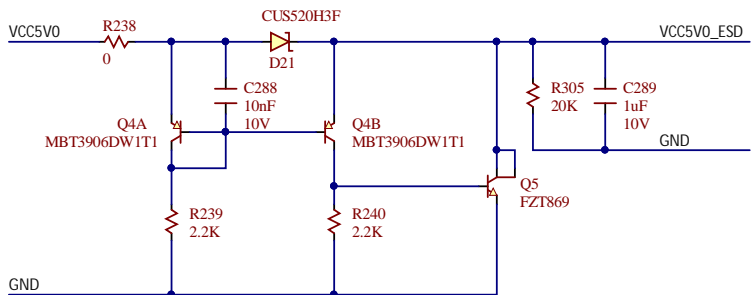 CUS520H3F
VCC5V0
R238
0
D21
VCC5V0_ESD
C288
10nF
10V
R305
20K
C289
1uF
10V
Q4A
MBT3906DW1T1
Q4B
MBT3906DW1T1
GND
Q5
FZT869
R239
2.2K
R240
2.2K
GND